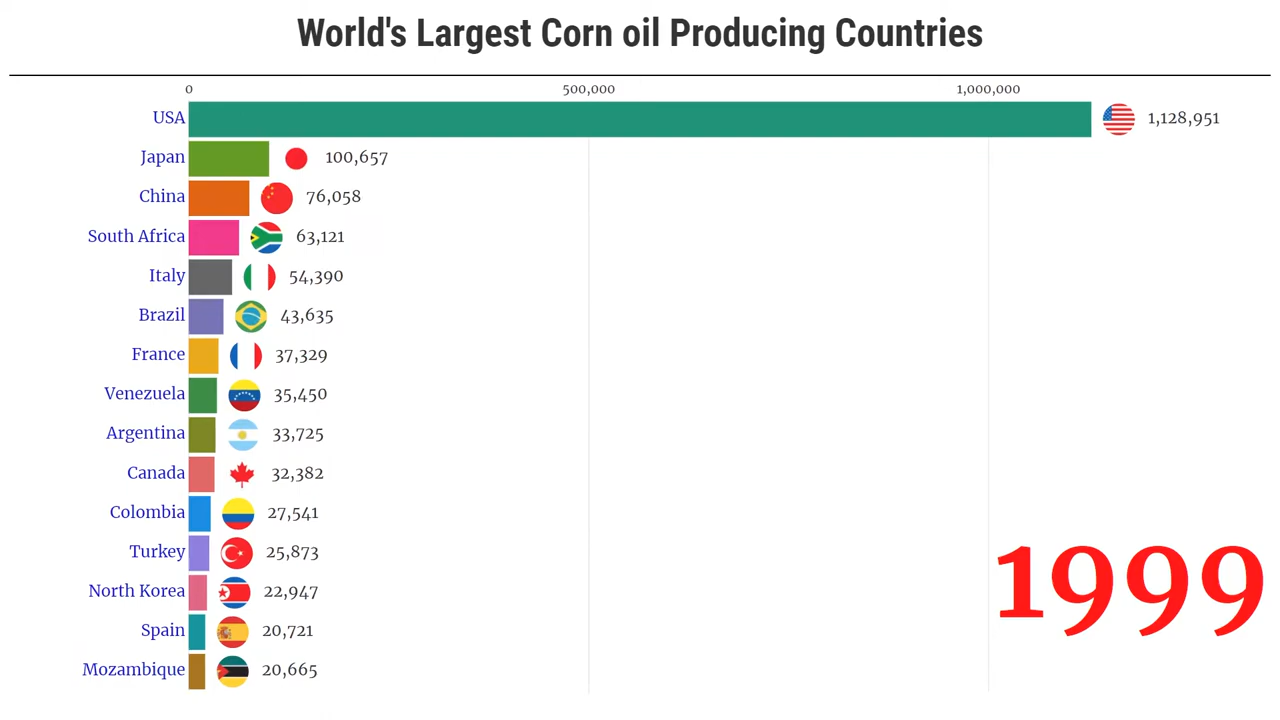 World's Largest Corn oil Producing Countries
0 500,000 1,000,000
USA 1,128,951
Japan 100,657
China 76,058
South Africa 63,121
Italy 54,390
Brazil 43,635
France 37,329
Venezuela 35,450
Argentina 33,725
Canada 32,382
Colombia 27,541
Turkey 25,873
North Korea 22,947
Spain 20,721
Mozambique 20,665
1999